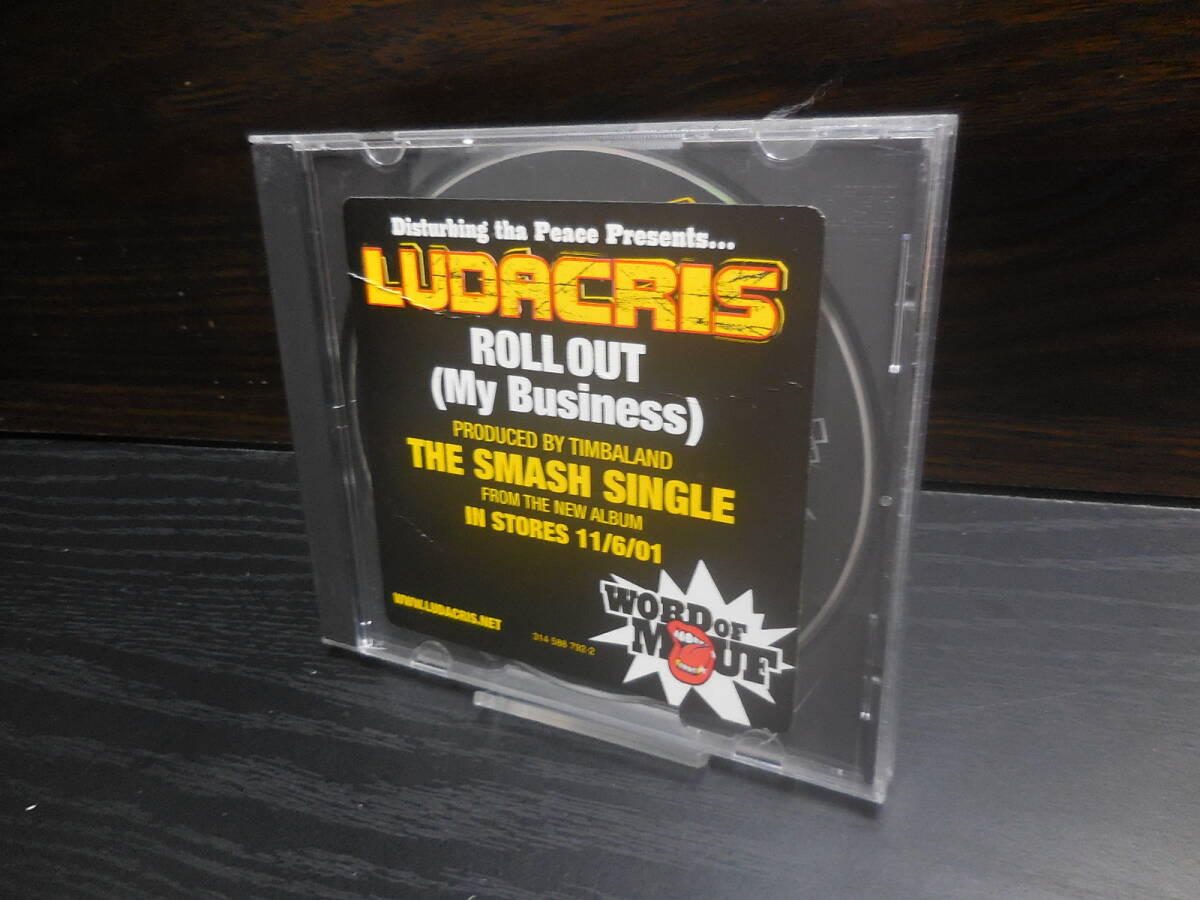 Disturbing tha Peace Presents...
LUDACRIS
ROLL OUT
(My Business)
PRODUCED BY TIMBALAND
THE SMASH SINGLE
FROM THE NEW ALBUM
IN STORES 11/6/01
WORD OF
MOUF
WWW.LUDACRIS.NET
314 588 792-2